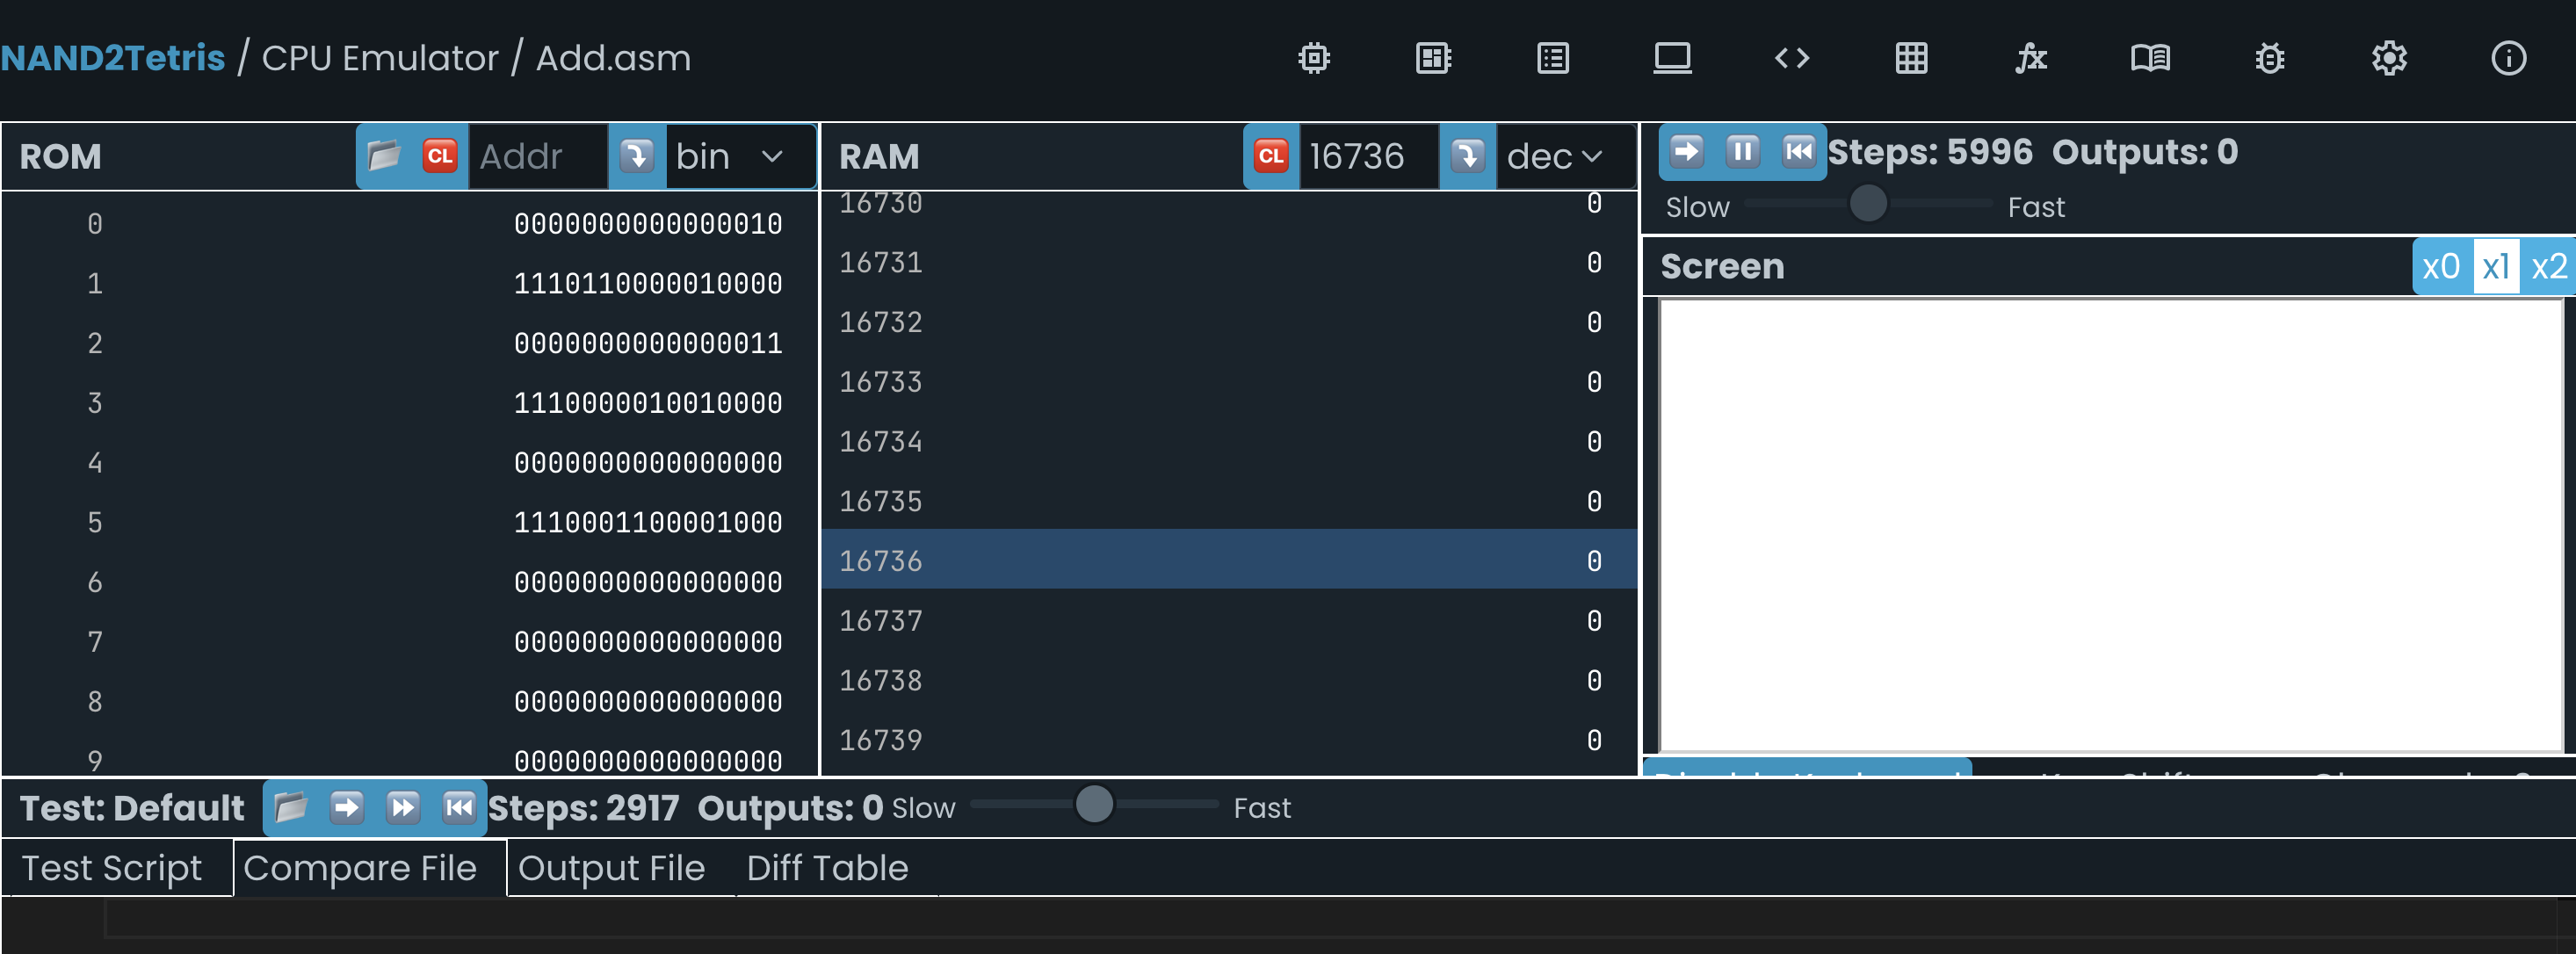 NAND2Tetris / CPU Emulator / Add.asm
ROM CL Addr bin
0 0000000000000010
1 1110110000010000
2 0000000000000011
3 1110000010010000
4 0000000000000000
5 1110001100001000
6 0000000000000000
7 0000000000000000
8 0000000000000000
9 0000000000000000
RAM CL 16736 dec
16730 0
16731 0
16732 0
16733 0
16734 0
16735 0
16736 0
16737 0
16738 0
16739 0
Steps: 5996 Outputs: 0
Slow Fast
Screen x0 x1 x2
Test: Default Steps: 2917 Outputs: 0 Slow Fast
Test Script Compare File Output File Diff Table